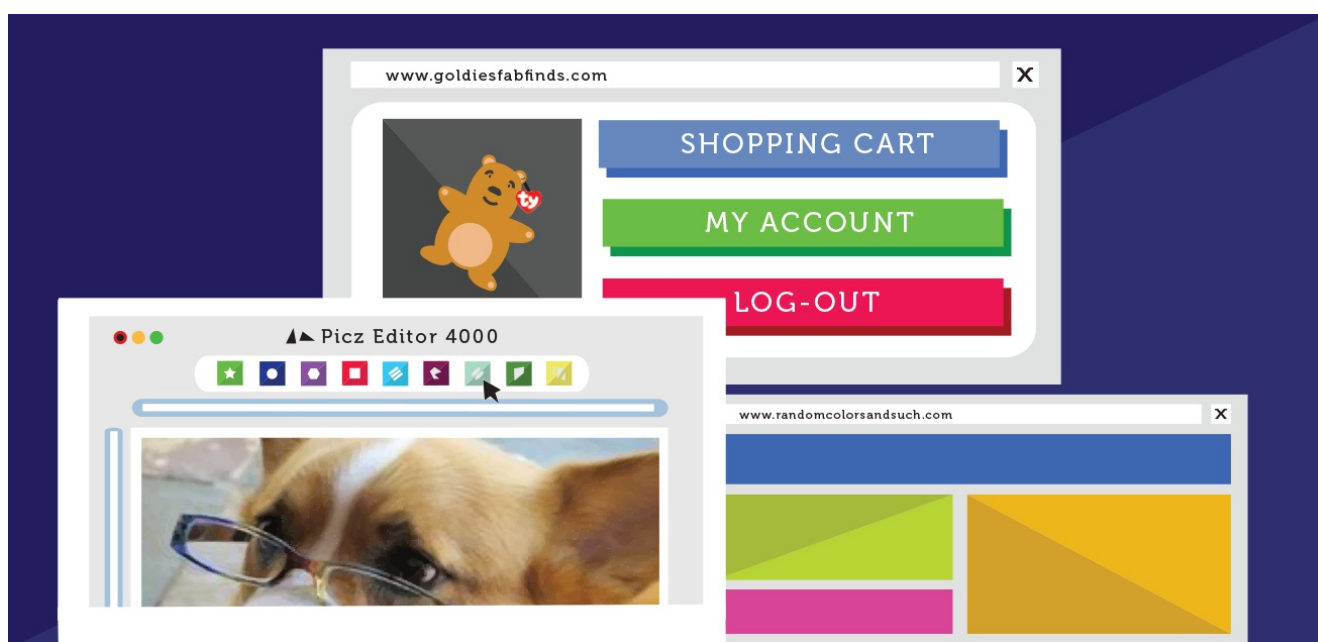 www.goldiesfabfinds.com
X
SHOPPING CART
ty
MY ACCOUNT
LOG-OUT
Picz Editor 4000
www.randomcolorsandsuch.com
X